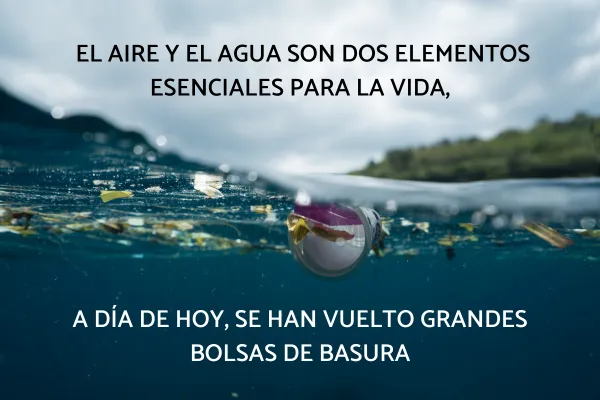 EL AIRE Y EL AGUA SON DOS ELEMENTOS
ESENCIALES PARA LA VIDA,
A DÍA DE HOY, SE HAN VUELTO GRANDES
BOLSAS DE BASURA